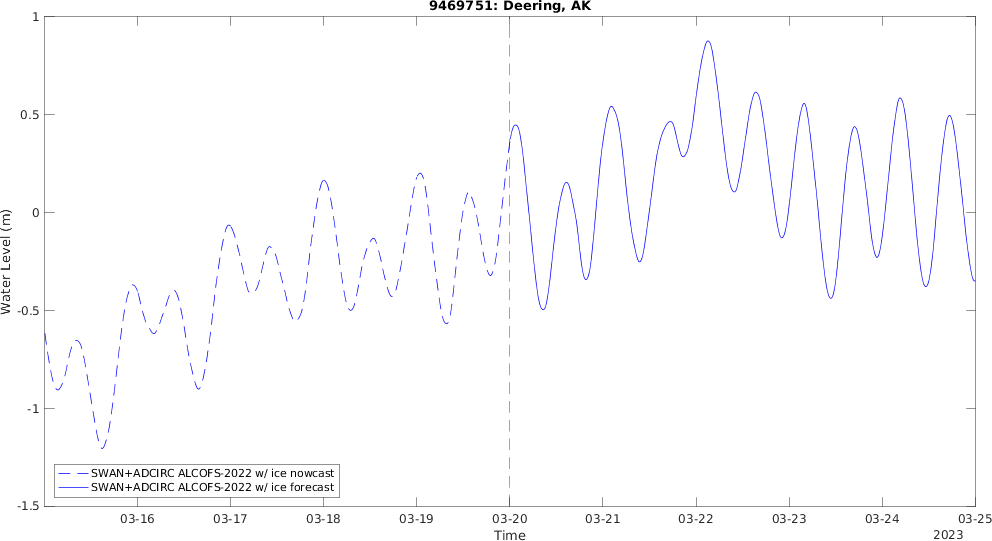 9469751: Deering, AK
Water Level (m)
1
0.5
0
-0.5
-1
-1.5
SWAN+ADCIRC ALCOFS-2022 w/ ice nowcast
SWAN+ADCIRC ALCOFS-2022 w/ ice forecast
03-16 03-17 03-18 03-19 03-20 03-21 03-22 03-23 03-24 03-25
Time
2023